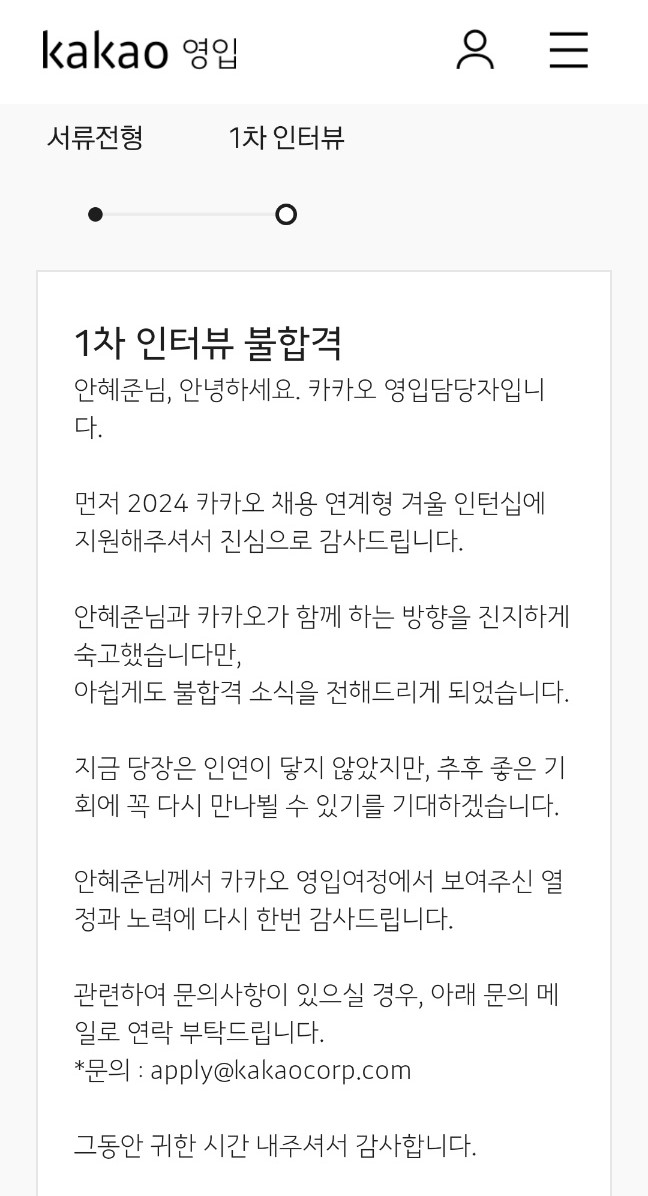 kakao 영입
서류전형 1차 인터뷰
1차 인터뷰 불합격
안혜준님, 안녕하세요. 카카오 영입담당자입니
다.
먼저 2024 카카오 채용 연계형 겨울 인턴십에
지원해주셔서 진심으로 감사드립니다.
안혜준님과 카카오가 함께 하는 방향을 진지하게
숙고했습니다만,
아쉽게도 불합격 소식을 전해드리게 되었습니다.
지금 당장은 인연이 닿지 않았지만, 추후 좋은 기
회에 꼭 다시 만나뵐 수 있기를 기대하겠습니다.
안혜준님께서 카카오 영입여정에서 보여주신 열
정과 노력에 다시 한번 감사드립니다.
관련하여 문의사항이 있으실 경우, 아래 문의 메
일로 연락 부탁드립니다.
*문의 : apply@kakaocorp.com
그동안 귀한 시간 내주셔서 감사합니다.